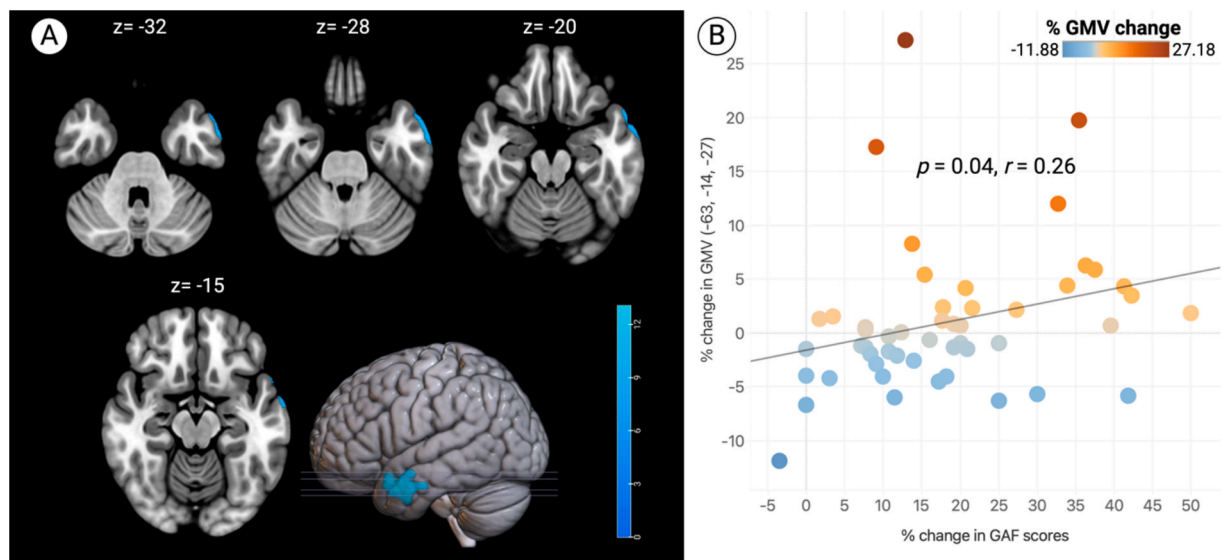 A
z= -32
z= -28
z= -20
z= -15
12
9
6
3
0
B
% GMV change
-11.88
27.18
p = 0.04, r = 0.26
% change in GMV (-63, -14, -27)
25
20
15
10
5
0
-5
-10
-5 0 5 10 15 20 25 30 35 40 45 50
% change in GAF scores